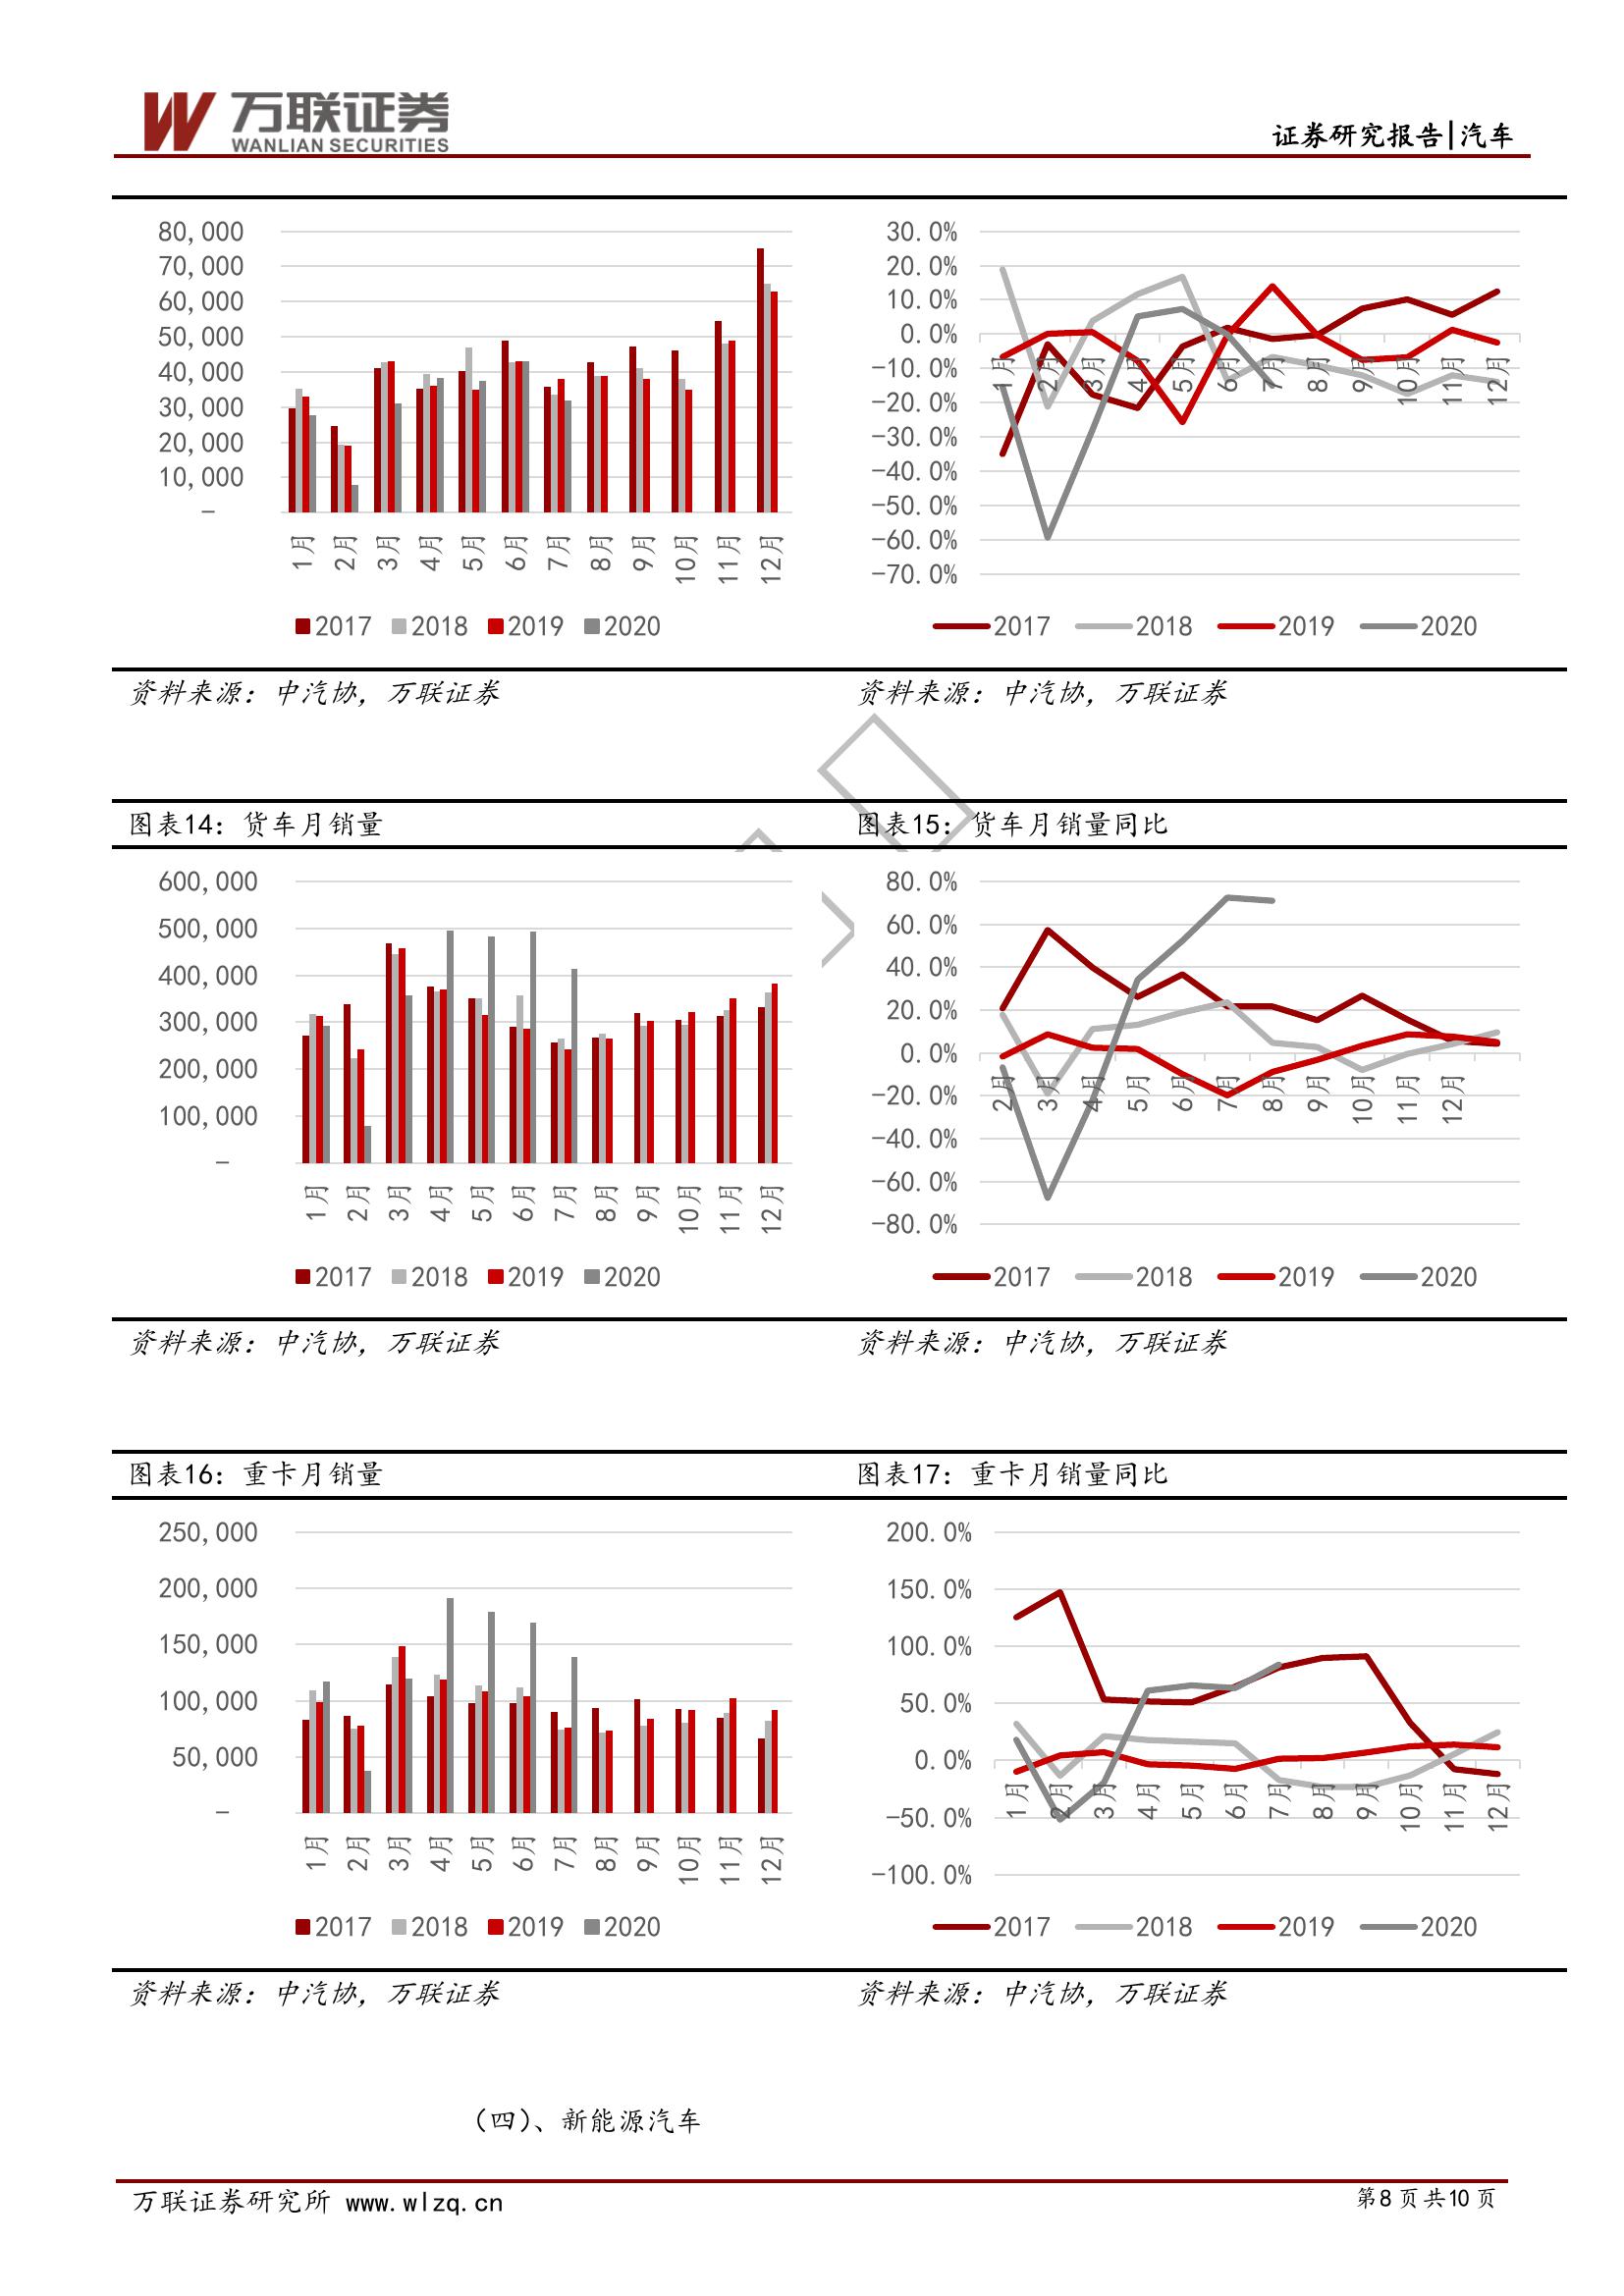 万联证券
WANLIAN SECURITIES
证券研究报告|汽车
80,000
70,000
60,000
50,000
40,000
30,000
20,000
10,000
-
1月 2月 3月 4月 5月 6月 7月 8月 9月 10月 11月 12月
2017 2018 2019 2020
30.0%
20.0%
10.0%
0.0%
-10.0%
-20.0%
-30.0%
-40.0%
-50.0%
-60.0%
-70.0%
1月 2月 3月 4月 5月 6月 7月 8月 9月 10月 11月 12月
2017 2018 2019 2020
资料来源：中汽协，万联证券 资料来源：中汽协，万联证券
图表14：货车月销量 图表15：货车月销量同比
600,000
500,000
400,000
300,000
200,000
100,000
-
1月 2月 3月 4月 5月 6月 7月 8月 9月 10月 11月 12月
2017 2018 2019 2020
80.0%
60.0%
40.0%
20.0%
0.0%
-20.0%
-40.0%
-60.0%
-80.0%
2月 3月 4月 5月 6月 7月 8月 9月 10月 11月 12月
2017 2018 2019 2020
资料来源：中汽协，万联证券 资料来源：中汽协，万联证券
图表16：重卡月销量 图表17：重卡月销量同比
250,000
200,000
150,000
100,000
50,000
-
1月 2月 3月 4月 5月 6月 7月 8月 9月 10月 11月 12月
2017 2018 2019 2020
200.0%
150.0%
100.0%
50.0%
0.0%
-50.0%
-100.0%
1月 2月 3月 4月 5月 6月 7月 8月 9月 10月 11月 12月
2017 2018 2019 2020
资料来源：中汽协，万联证券 资料来源：中汽协，万联证券
（四）、新能源汽车
万联证券研究所 www.wlzq.cn 第8页共10页